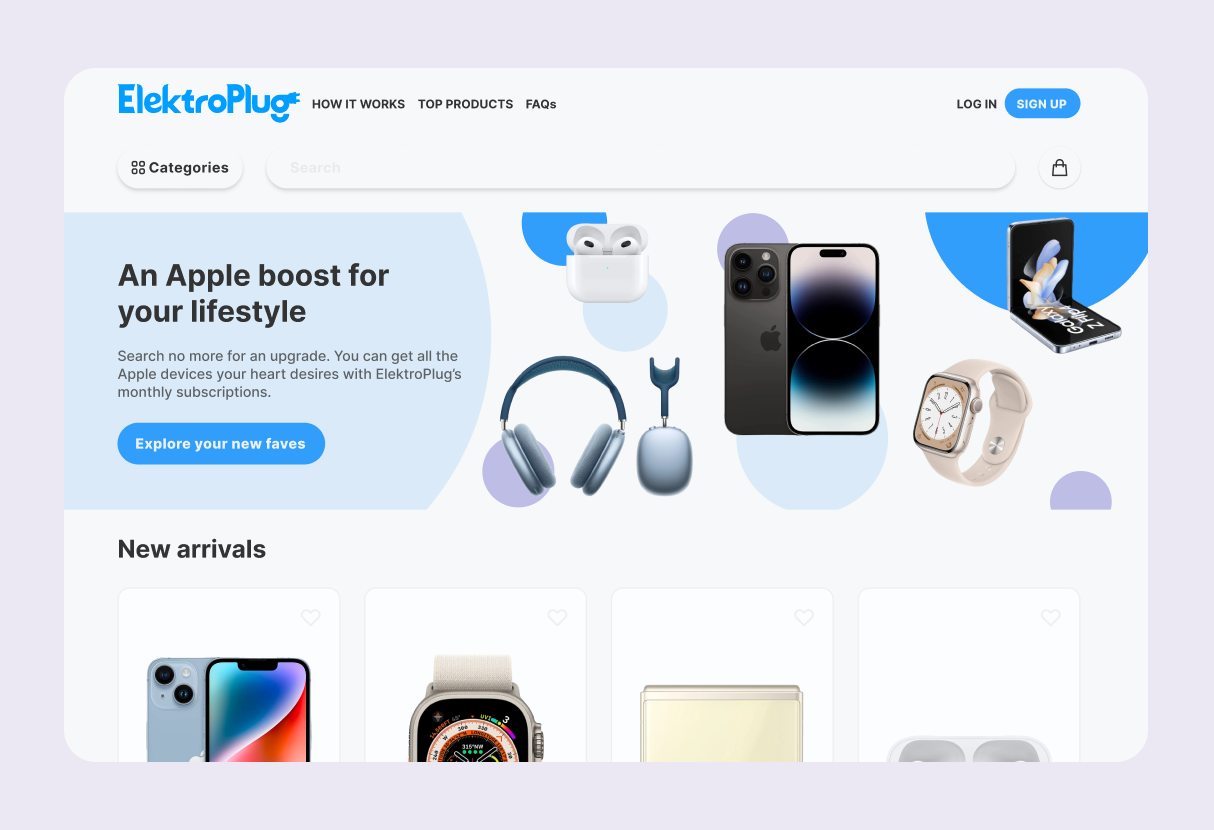 ElektroPlug HOW IT WORKS TOP PRODUCTS FAQs LOG IN SIGN UP
Categories Search
An Apple boost for
your lifestyle
Search no more for an upgrade. You can get all the
Apple devices your heart desires with ElektroPlug’s
monthly subscriptions.
Explore your new faves
Galaxy
Z Flip4
New arrivals